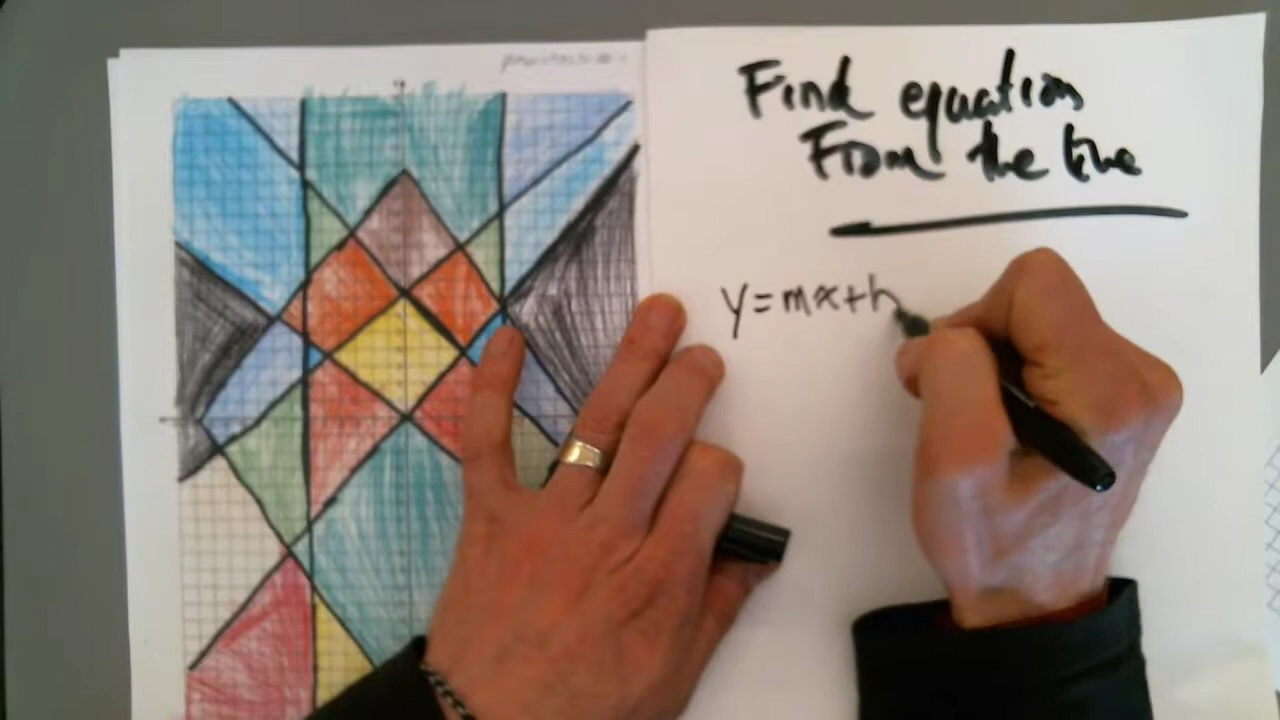 Find equation
From the line
y=mx+b